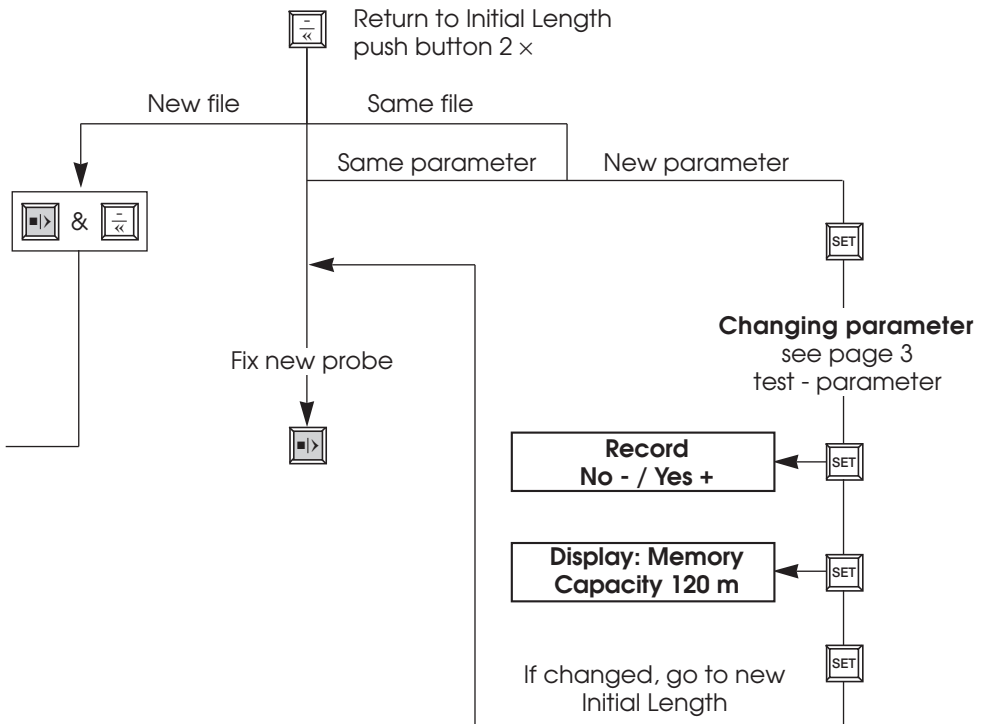 - «
Return to Initial Length
push button 2 ×
New file
Same file
Same parameter
New parameter
■|> & - «
SET
Changing parameter
see page 3
test - parameter
Fix new probe
■|>
Record
No - / Yes +
SET
Display: Memory
Capacity 120 m
SET
SET
If changed, go to new
Initial Length